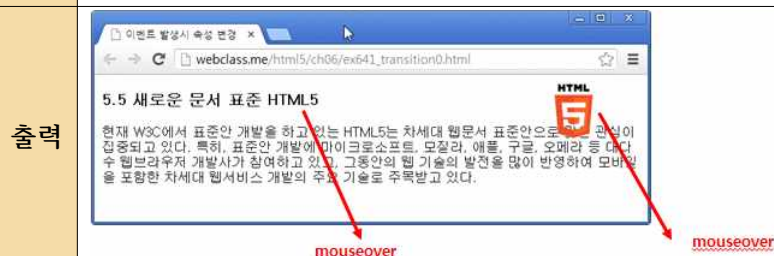 이벤트 발생시 속성 변경
webclass.me/html5/ch06/ex641_transition0.html
출력
5.5 새로운 문서 표준 HTML5
HTML
5
현재 W3C에서 표준안 개발을 하고 있는 HTML5는 차세대 웹문서 표준안으로 관심이
집중되고 있다. 특히, 표준안 개발에 마이크로소프트, 모질라, 애플, 구글, 오페라 등 대다
수 웹브라우저 개발사가 참여하고 있고, 그동안의 웹 기술의 발전을 많이 반영하여 모바일
을 포함한 차세대 웹서비스 개발의 주요 기술로 주목받고 있다.
mouseover
mouseover